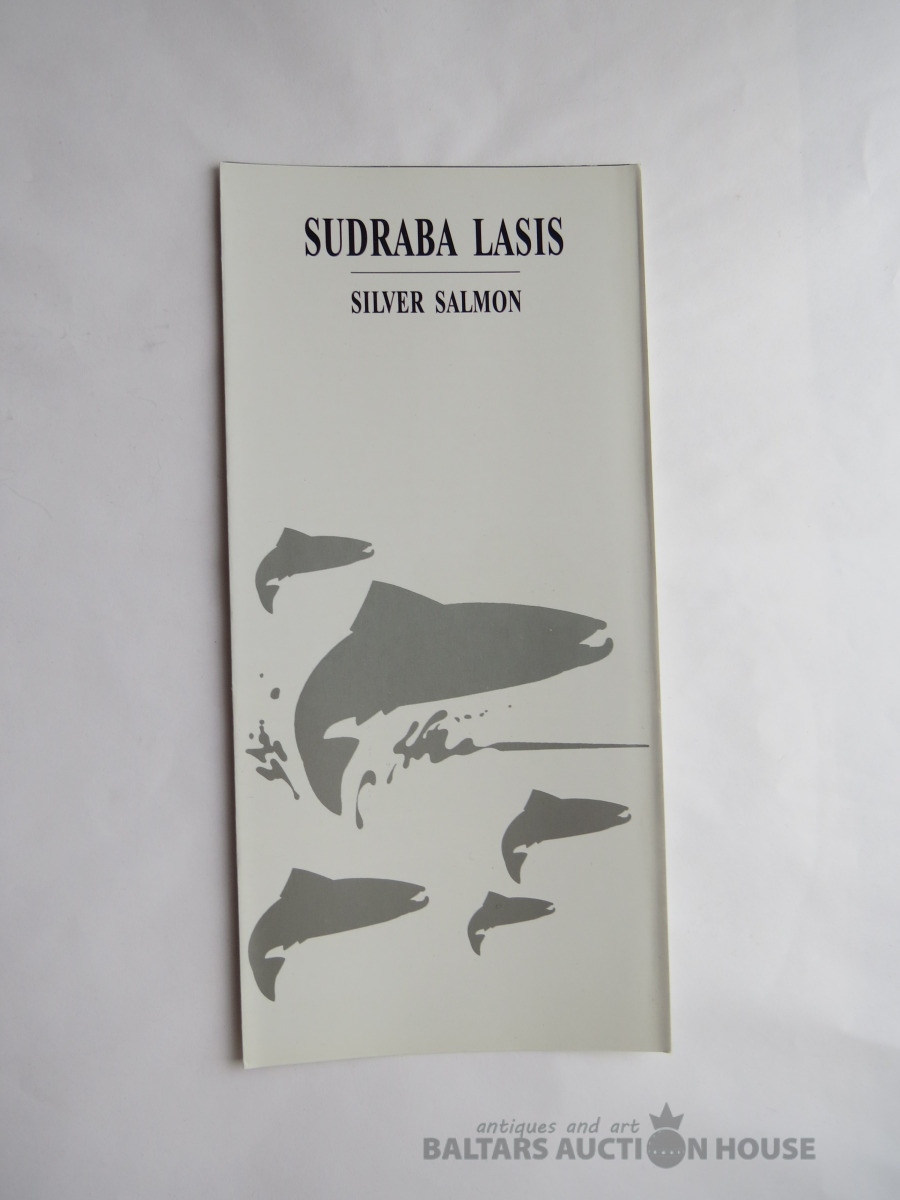 SUDRABA LASIS
SILVER SALMON
antiques and art
BALTARS AUCTION HOUSE